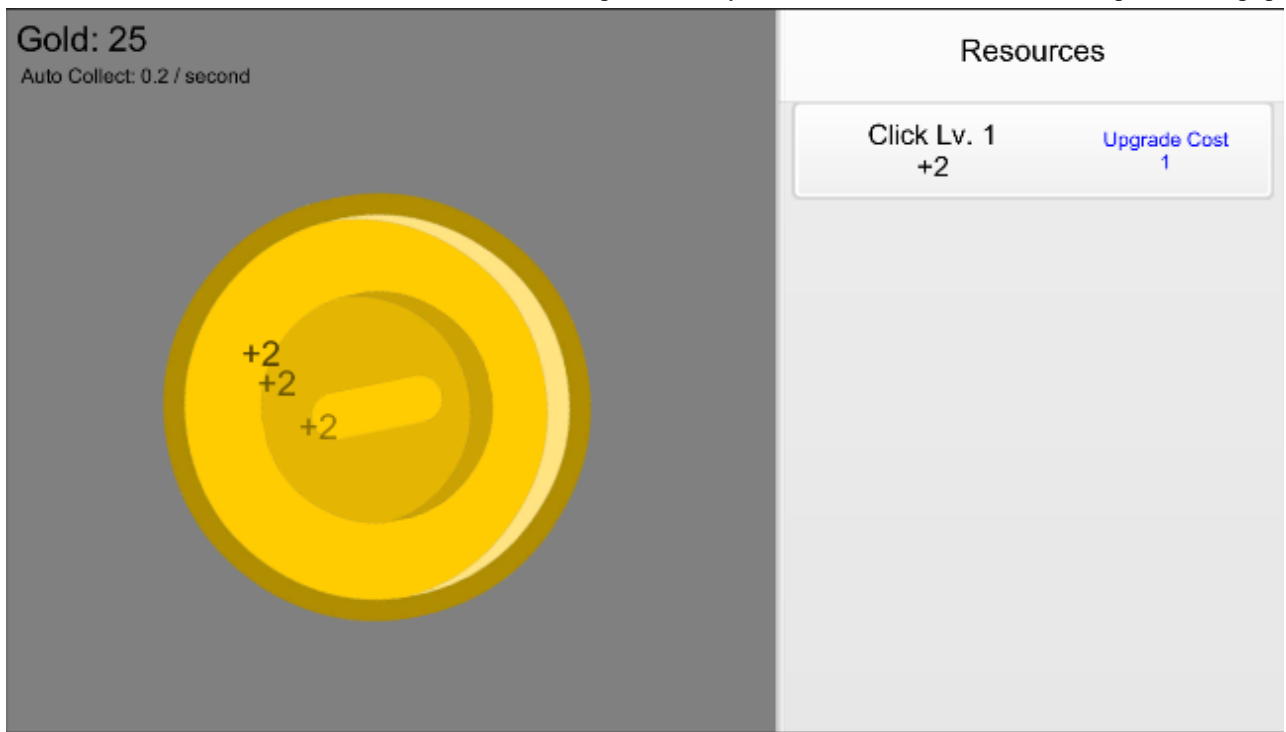 Gold: 25
Auto Collect: 0.2 / second
+2
+2
+2
Resources
Click Lv. 1
+2
Upgrade Cost
1